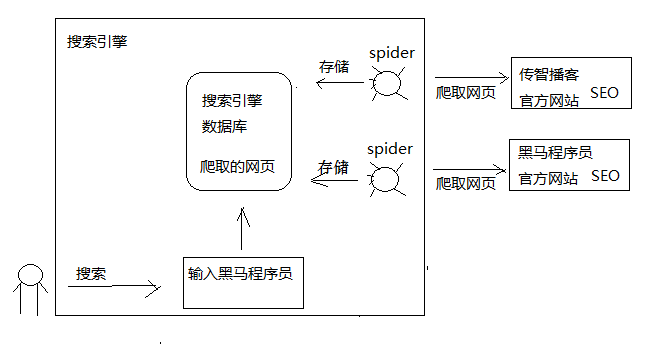 搜索引擎
spider
存储
爬取网页
传智播客
官方网站 SEO
搜索引擎
数据库
爬取的网页
spider
存储
爬取网页
黑马程序员
官方网站 SEO
搜索
输入黑马程序员